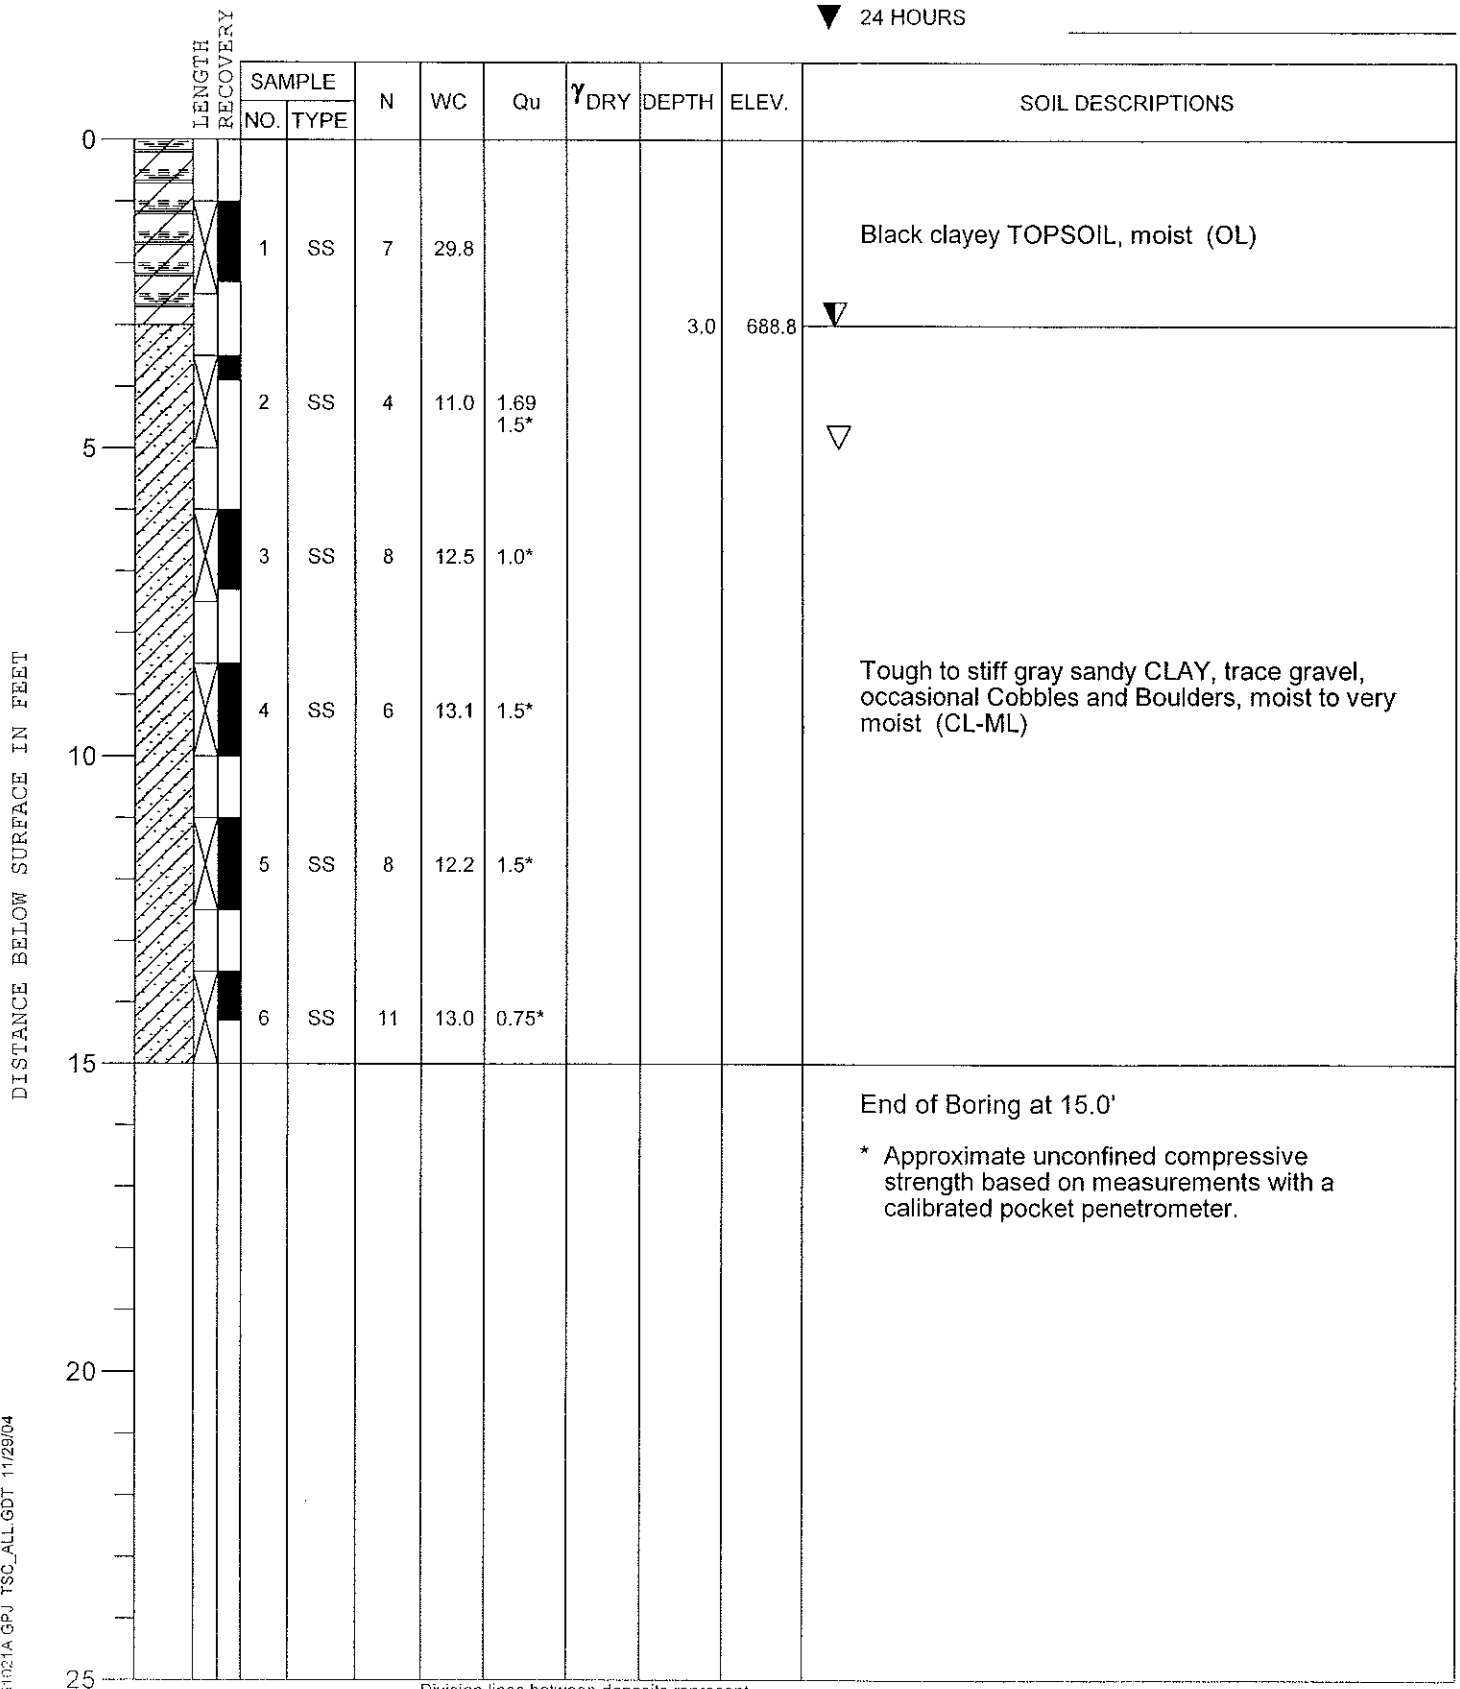 ▼ 24 HOURS
LENGTH
RECOVERY
SAMPLE
NO. TYPE N WC Qu γDRY DEPTH ELEV. SOIL DESCRIPTIONS
0
Black clayey TOPSOIL, moist (OL)
1 SS 7 29.8
3.0 688.8
2 SS 4 11.0 1.69
1.5*
5
3 SS 8 12.5 1.0*
Tough to stiff gray sandy CLAY, trace gravel,
occasional Cobbles and Boulders, moist to very
moist (CL-ML)
4 SS 6 13.1 1.5*
10
5 SS 8 12.2 1.5*
6 SS 11 13.0 0.75*
15
End of Boring at 15.0'
* Approximate unconfined compressive
strength based on measurements with a
calibrated pocket penetrometer.
20
25
DISTANCE BELOW SURFACE IN FEET
GPJ TSC_ALL.GDT 11/29/04
Division lines between deposits represent